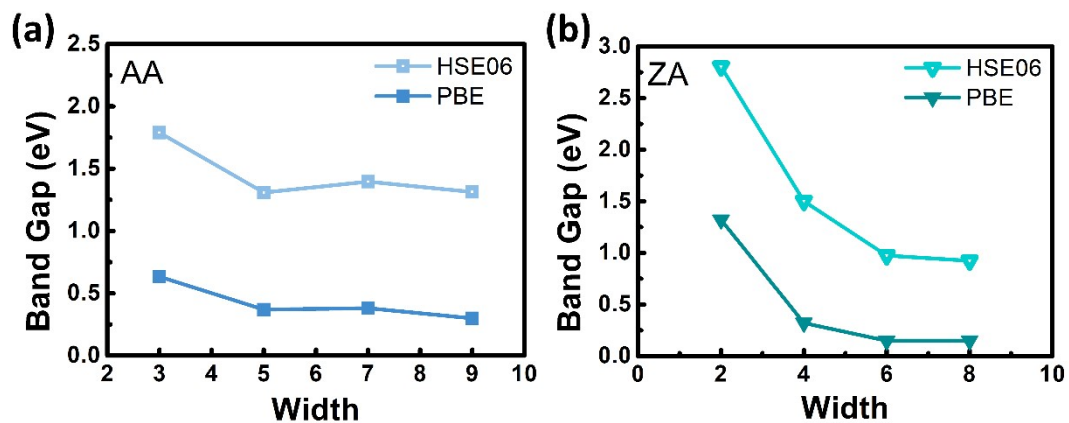 (a)
AA
HSE06
PBE
Band Gap (eV)
2.5
2.0
1.5
1.0
0.5
0.0
2 3 4 5 6 7 8 9 10
Width
(b)
ZA
HSE06
PBE
Band Gap (eV)
3.0
2.5
2.0
1.5
1.0
0.5
0.0
0 2 4 6 8 10
Width